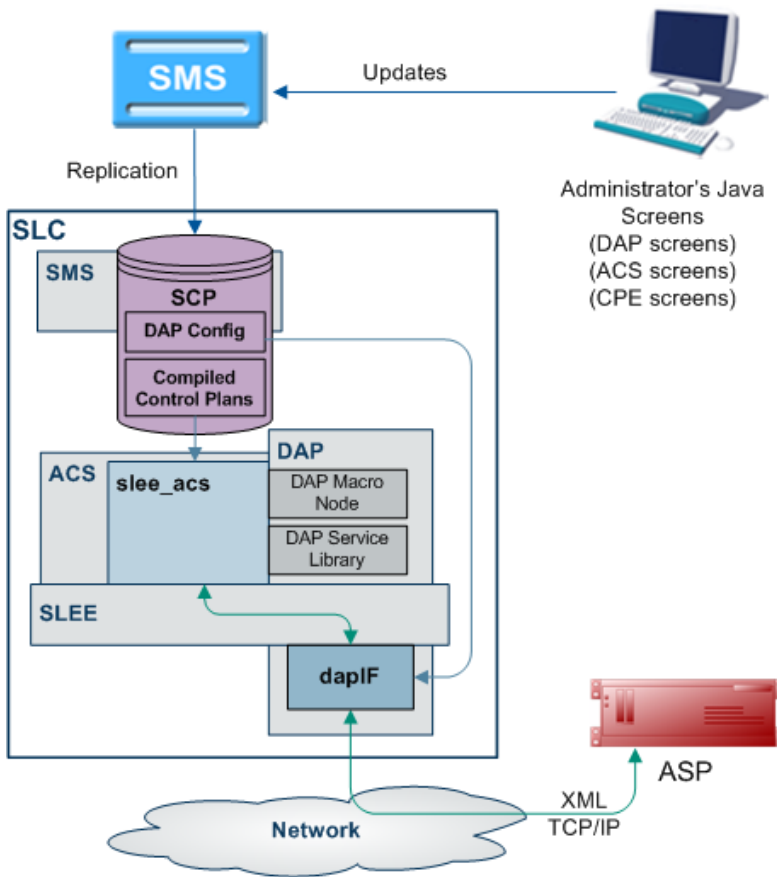 SMS
Updates
Replication
Administrator's Java
Screens
(DAP screens)
(ACS screens)
(CPE screens)
SLC
SMS
SCP
DAP Config
Compiled
Control Plans
DAP
ACS
slee_acs
DAP Macro
Node
DAP Service
Library
SLEE
dapIF
ASP
XML
TCP/IP
Network